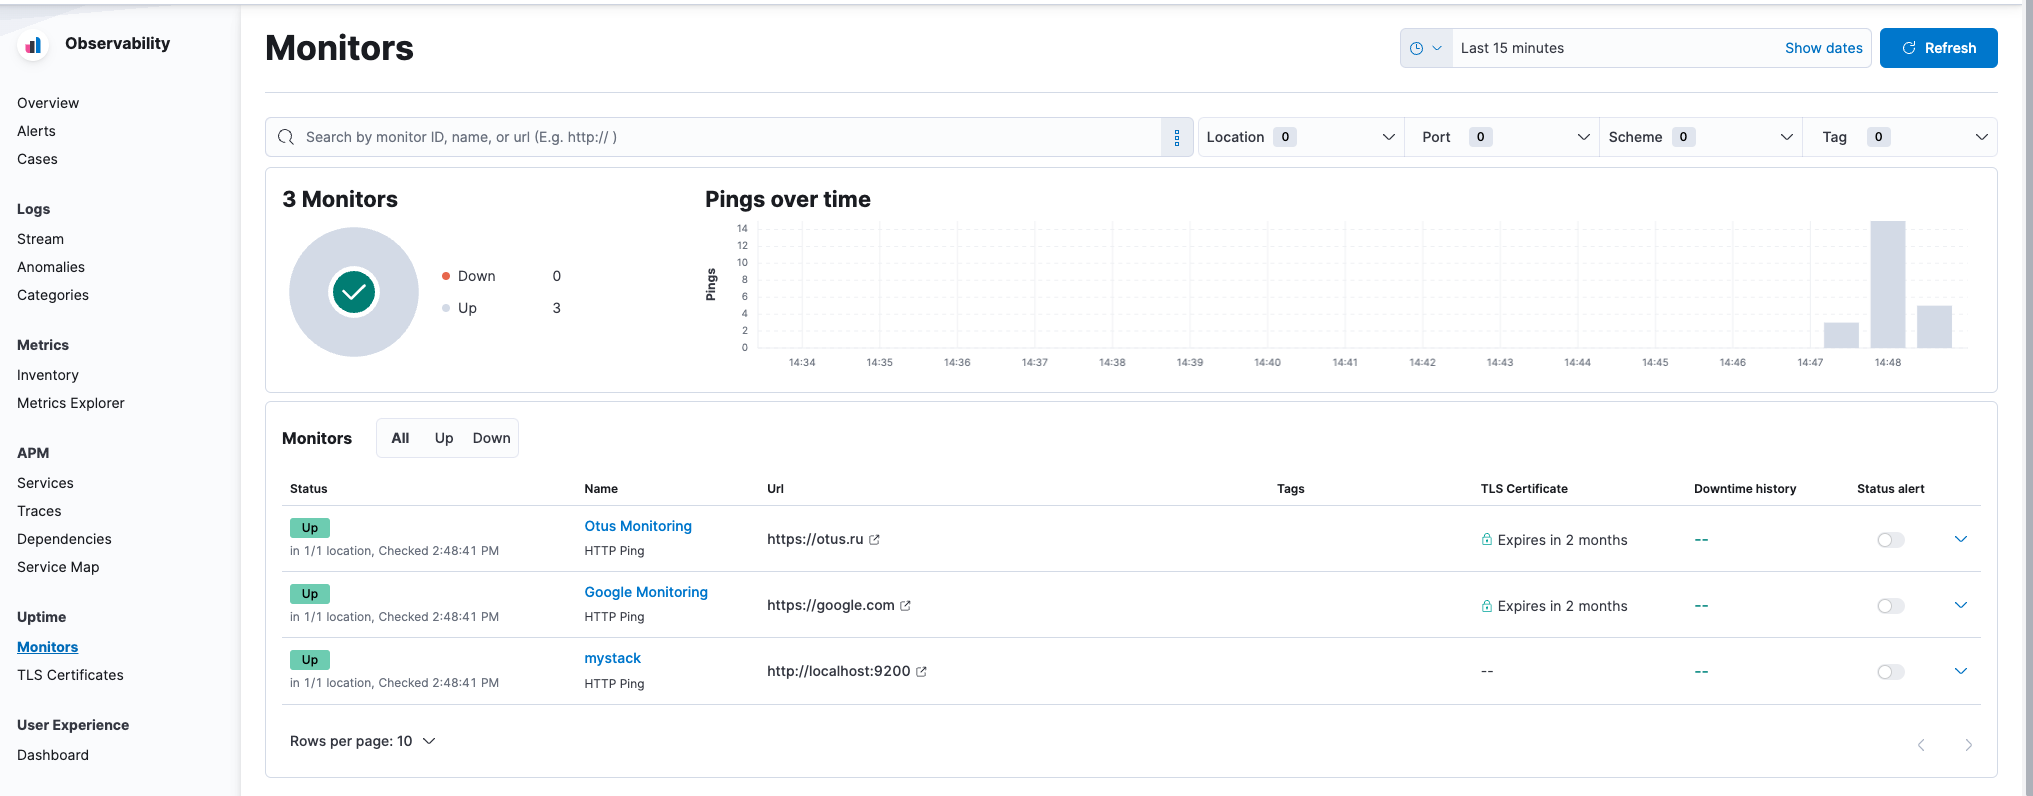 Observability
Overview
Alerts
Cases
Logs
Stream
Anomalies
Categories
Metrics
Inventory
Metrics Explorer
APM
Services
Traces
Dependencies
Service Map
Uptime
Monitors
TLS Certificates
User Experience
Dashboard
Monitors
Last 15 minutes Show dates Refresh
Search by monitor ID, name, or url (E.g. http:// ) Location 0 Port 0 Scheme 0 Tag 0
3 Monitors
Down 0
Up 3
Pings over time
Pings
14
12
10
8
6
4
2
0
14:34 14:35 14:36 14:37 14:38 14:39 14:40 14:41 14:42 14:43 14:44 14:45 14:46 14:47 14:48
Monitors All Up Down
Status Name Url Tags TLS Certificate Downtime history Status alert
Up Otus Monitoring
https://otus.ru Expires in 2 months --
in 1/1 location, Checked 2:48:41 PM HTTP Ping
Up Google Monitoring
https://google.com Expires in 2 months --
in 1/1 location, Checked 2:48:41 PM HTTP Ping
Up mystack
http://localhost:9200 -- --
in 1/1 location, Checked 2:48:41 PM HTTP Ping
Rows per page: 10